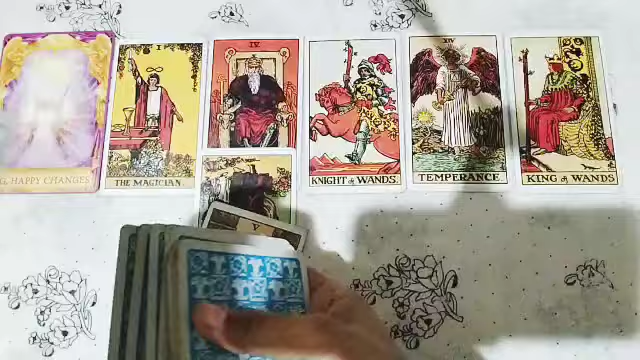 G, HAPPY CHANGES
I
THE MAGICIAN.
IV
KNIGHT of WANDS.
XIV
TEMPERANCE.
KING of WANDS.
V